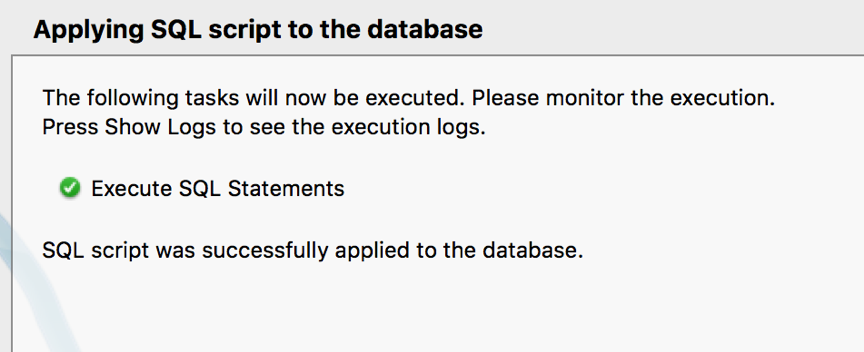 Applying SQL script to the database
The following tasks will now be executed. Please monitor the execution.
Press Show Logs to see the execution logs.
Execute SQL Statements
SQL script was successfully applied to the database.